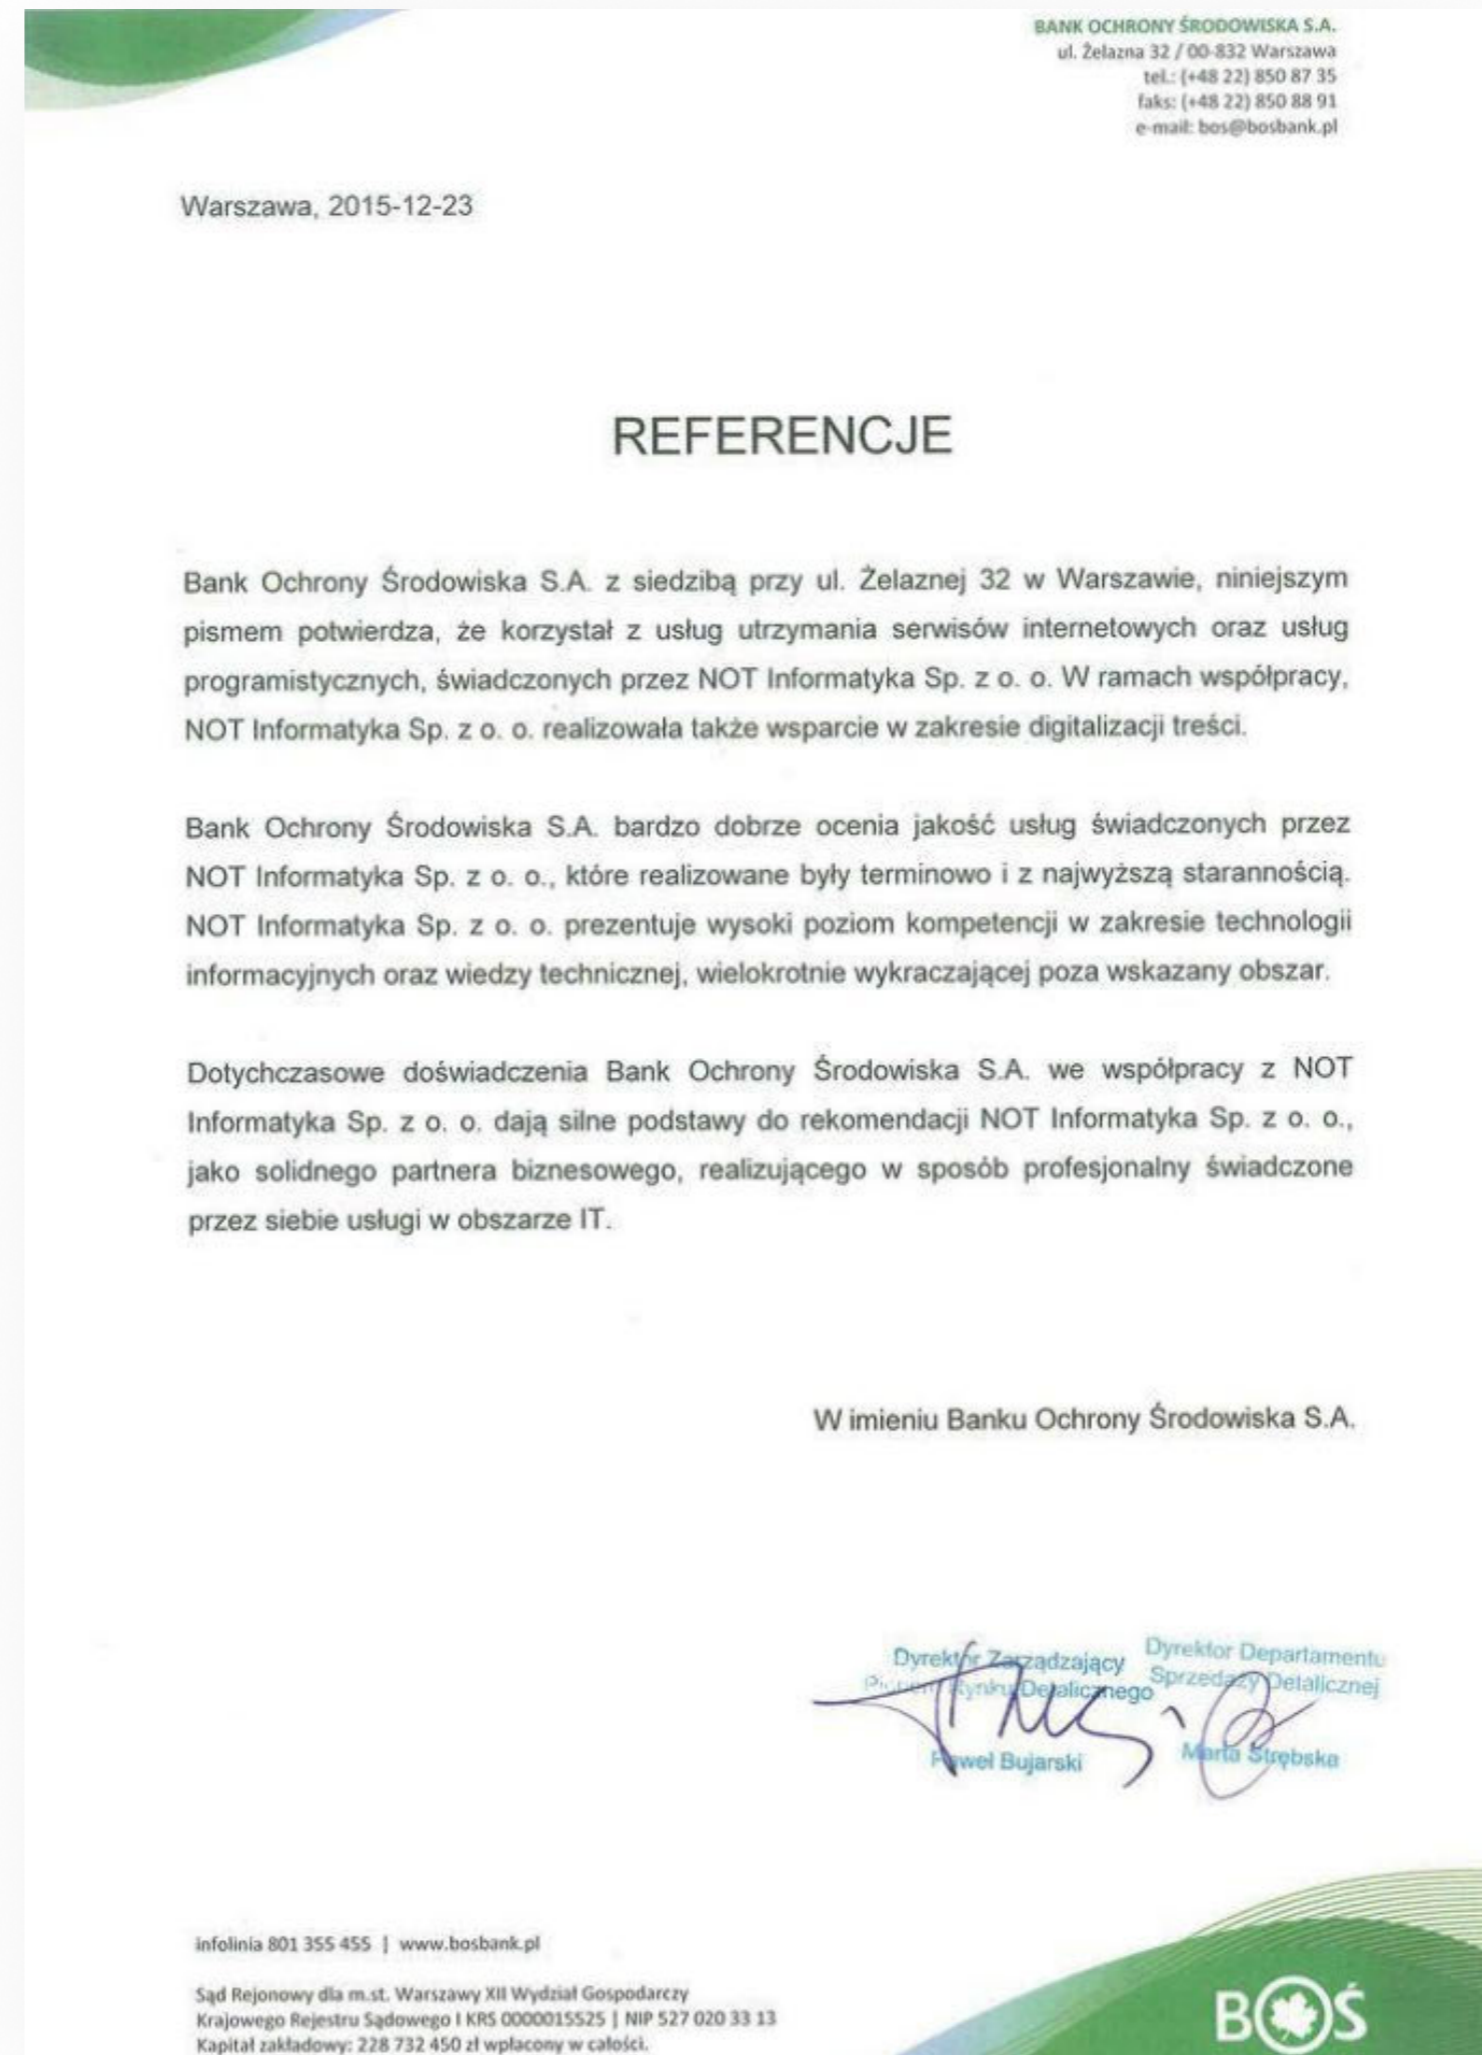 BANK OCHRONY ŚRODOWISKA S.A.
ul. Żelazna 32 / 00-832 Warszawa
tel.: (+48 22) 850 87 35
faks: (+48 22) 850 88 91
e-mail: bos@bosbank.pl
Warszawa, 2015-12-23
REFERENCJE
Bank Ochrony Środowiska S.A. z siedzibą przy ul. Żelaznej 32 w Warszawie, niniejszym
pismem potwierdza, że korzystał z usług utrzymania serwisów internetowych oraz usług
programistycznych, świadczonych przez NOT Informatyka Sp. z o. o. W ramach współpracy,
NOT Informatyka Sp. z o. o. realizowała także wsparcie w zakresie digitalizacji treści.
Bank Ochrony Środowiska S.A. bardzo dobrze ocenia jakość usług świadczonych przez
NOT Informatyka Sp. z o. o., które realizowane były terminowo i z najwyższą starannością.
NOT Informatyka Sp. z o. o. prezentuje wysoki poziom kompetencji w zakresie technologii
informacyjnych oraz wiedzy technicznej, wielokrotnie wykraczającej poza wskazany obszar.
Dotychczasowe doświadczenia Bank Ochrony Środowiska S.A. we współpracy z NOT
Informatyka Sp. z o. o. dają silne podstawy do rekomendacji NOT Informatyka Sp. z o. o.,
jako solidnego partnera biznesowego, realizującego w sposób profesjonalny świadczone
przez siebie usługi w obszarze IT.
W imieniu Banku Ochrony Środowiska S.A.
Dyrektor Zarządzający
Rynku Detalicznego
Paweł Bujarski
Dyrektor Departamentu
Sprzedaży Detalicznej
Marta Strębska
infolinia 801 355 455 | www.bosbank.pl
Sąd Rejonowy dla m.st. Warszawy XII Wydział Gospodarczy
Krajowego Rejestru Sądowego I KRS 0000015525 | NIP 527 020 33 13
Kapitał zakładowy: 228 732 450 zł wpłacony w całości.
BOŚ